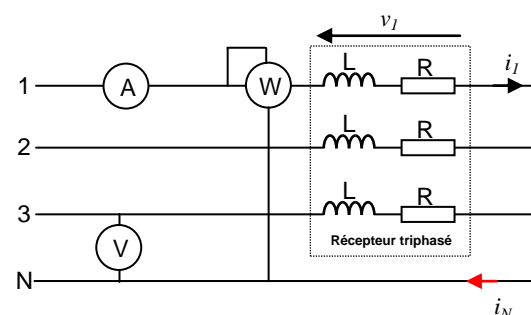 v1
L R i1
1 A W
L R
2
L R
3
V Récepteur triphasé
N
iN